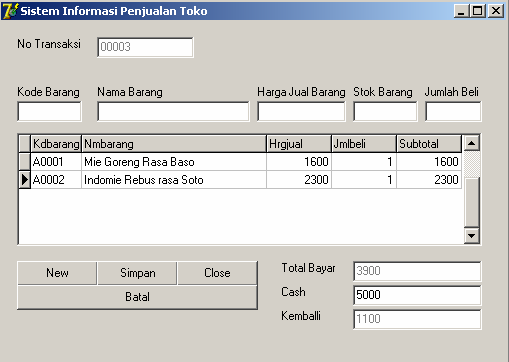 Sistem Informasi Penjualan Toko
No Transaksi 00003
Kode Barang Nama Barang Harga Jual Barang Stok Barang Jumlah Beli
Kdbarang Nmbarang Hrgjual Jmlbeli Subtotal
A0001 Mie Goreng Rasa Baso 1600 1 1600
A0002 Indomie Rebus rasa Soto 2300 1 2300
New Simpan Close
Batal
Total Bayar 3900
Cash 5000
Kemballi 1100